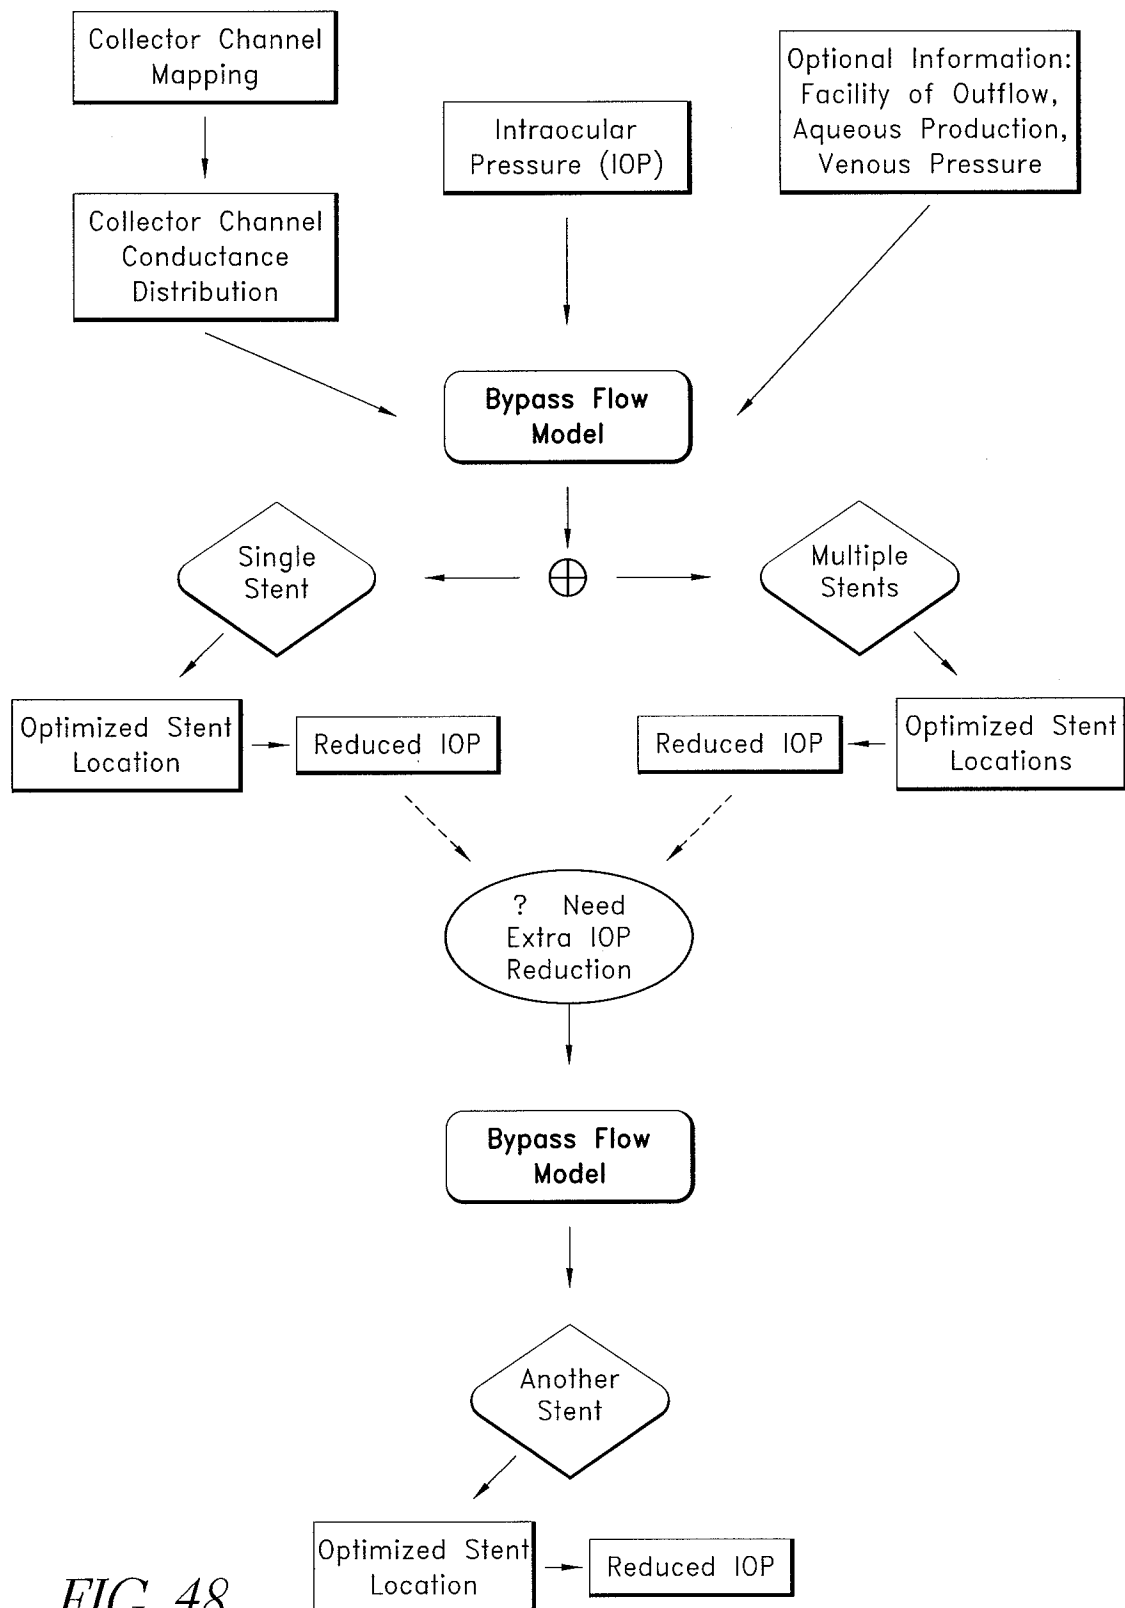 Collector Channel
Mapping
Optional Information:
Facility of Outflow,
Aqueous Production,
Venous Pressure
Intraocular
Pressure (IOP)
Collector Channel
Conductance
Distribution
Bypass Flow
Model
Single
Stent
Multiple
Stents
Optimized Stent
Location
Reduced IOP
Reduced IOP
Optimized Stent
Locations
? Need
Extra IOP
Reduction
Bypass Flow
Model
Another
Stent
Optimized Stent
Location
Reduced IOP
FIG. 48